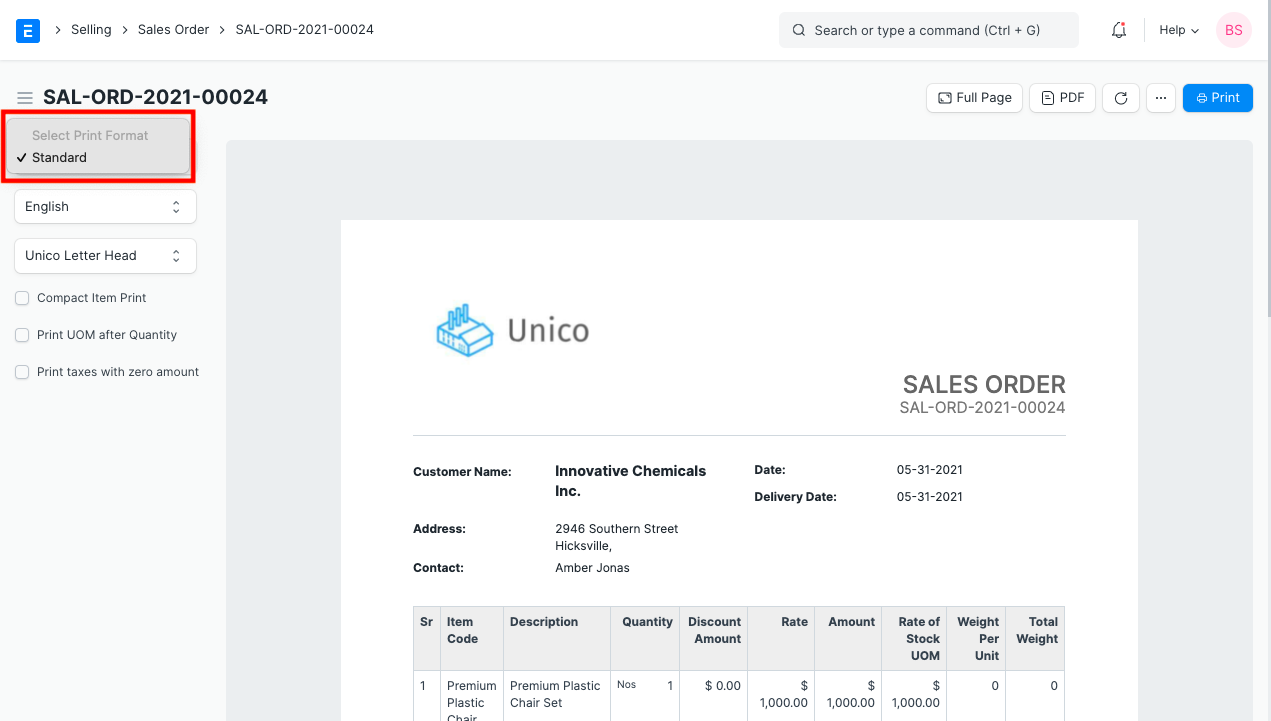 E
Selling
Sales Order
SAL-ORD-2021-00024
Search or type a command (Ctrl + G)
Help
BS
SAL-ORD-2021-00024
Full Page
PDF
...
Print
Select Print Format
✓ Standard
English
Unico Letter Head
Compact Item Print
Print UOM after Quantity
Print taxes with zero amount
Unico
SALES ORDER
SAL-ORD-2021-00024
Customer Name:
Innovative Chemicals
Inc.
Date:
05-31-2021
Delivery Date:
05-31-2021
Address:
2946 Southern Street
Hicksville,
Contact:
Amber Jonas
Sr
Item
Code
Description
Quantity
Discount
Amount
Rate
Amount
Rate of
Stock
UOM
Weight
Per
Unit
Total
Weight
1
Premium
Plastic
Chair
Premium Plastic
Chair Set
Nos
1
$ 0.00
$
1,000.00
$
1,000.00
$
1,000.00
0
0